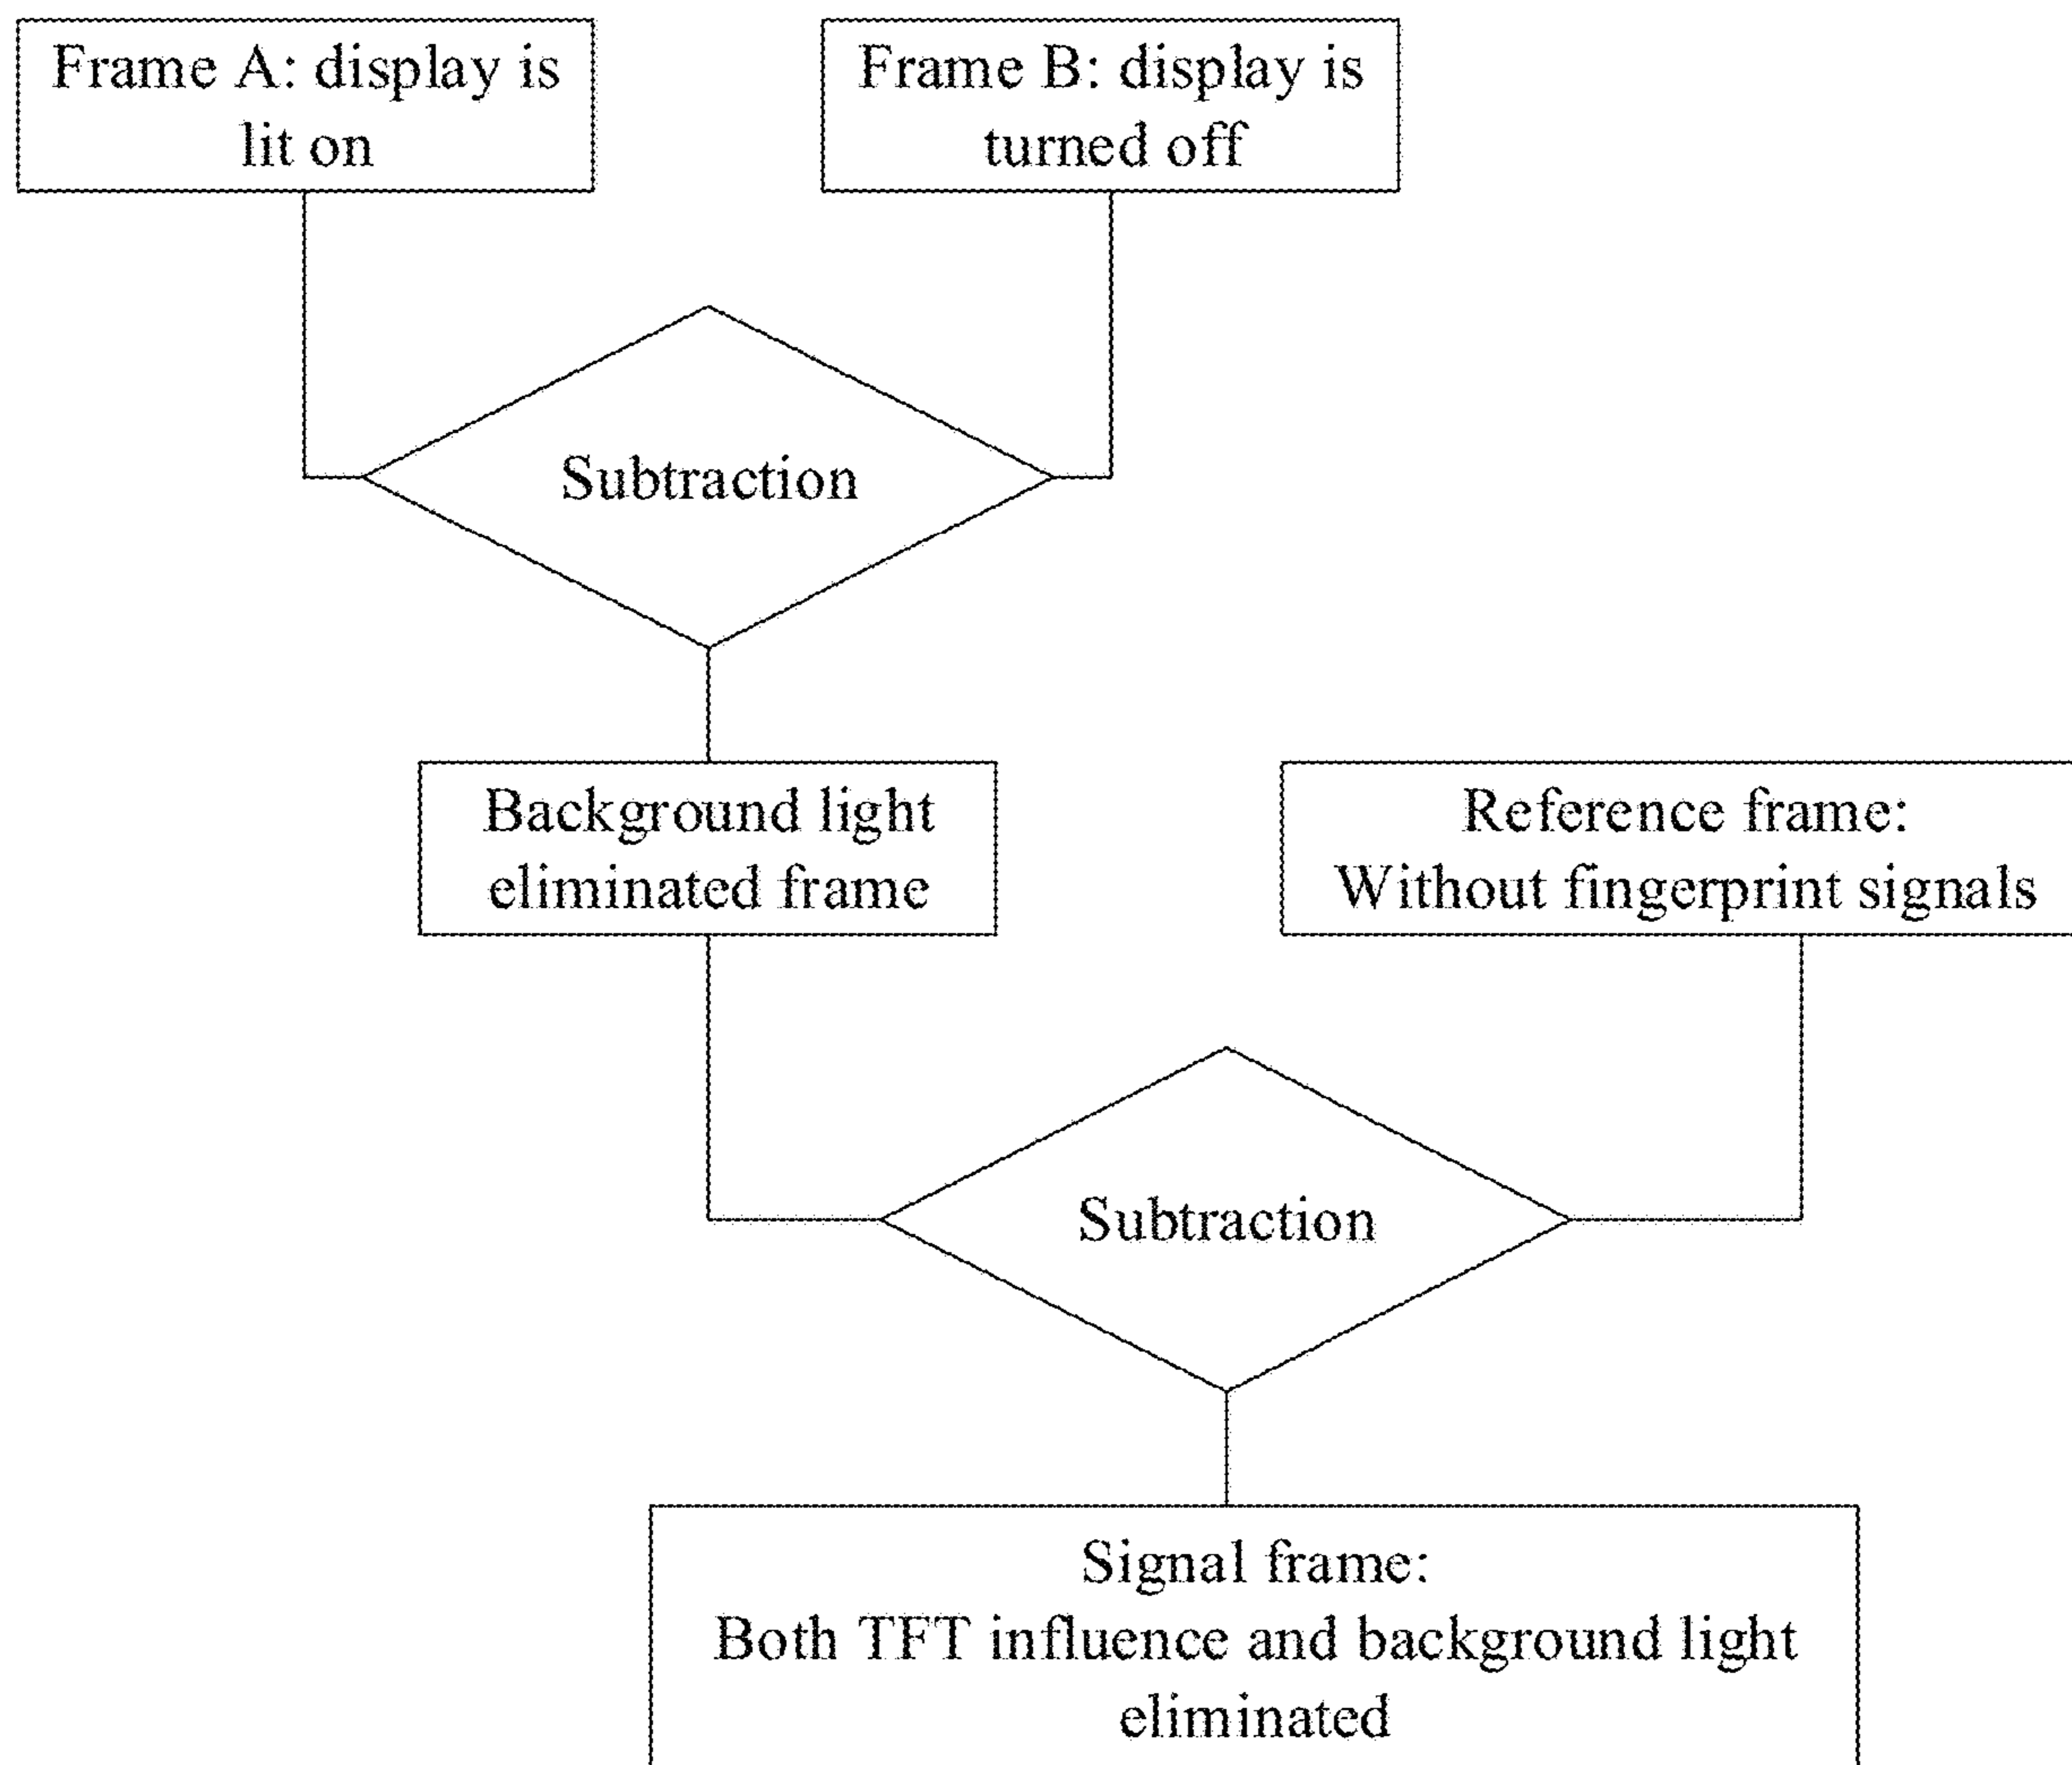 Frame A: display is
lit on
Frame B: display is
turned off
Subtraction
Background light
eliminated frame
Reference frame:
Without fingerprint signals
Subtraction
Signal frame:
Both TFT influence and background light
eliminated